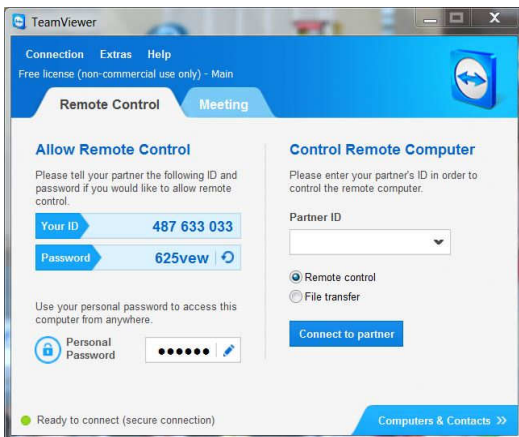 TeamViewer
Connection Extras Help
Free license (non-commercial use only) - Main
Remote Control
Meeting
Allow Remote Control
Please tell your partner the following ID and
password if you would like to allow remote
control.
Your ID 487 633 033
Password 625vew
Use your personal password to access this
computer from anywhere.
Personal
Password
Control Remote Computer
Please enter your partner's ID in order to
control the remote computer.
Partner ID
Remote control
File transfer
Connect to partner
Ready to connect (secure connection)
Computers & Contacts »